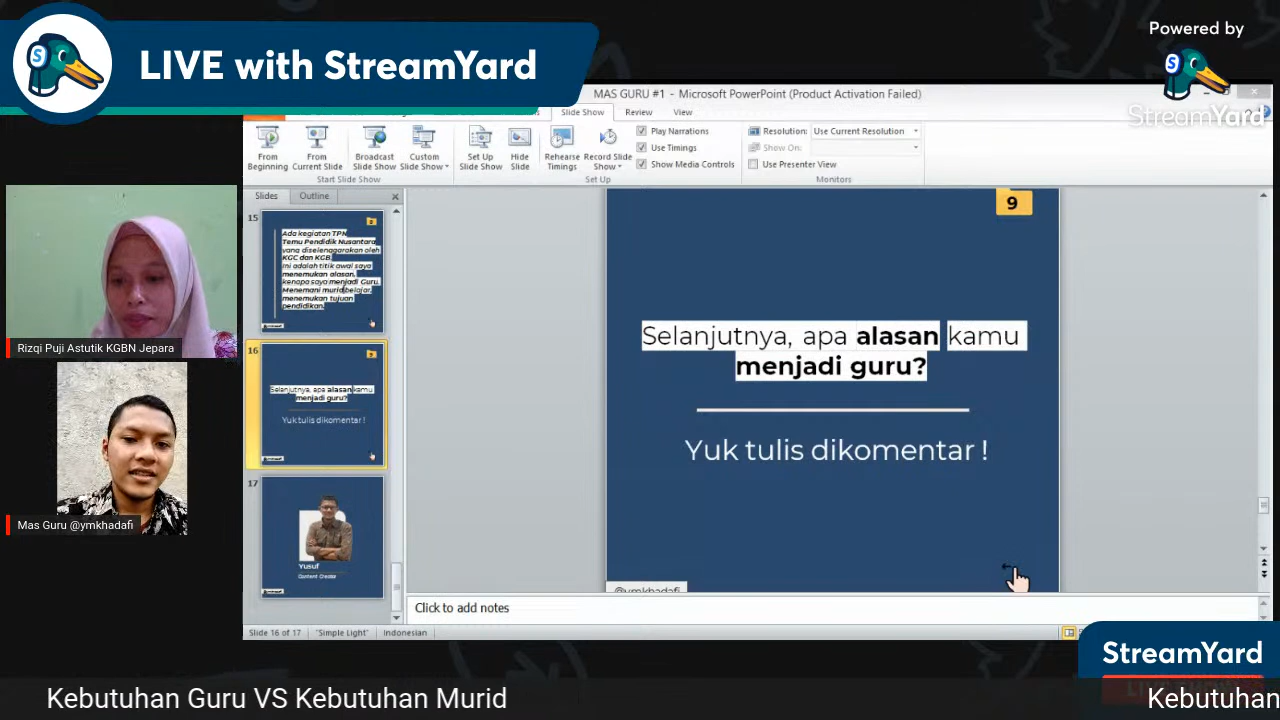 LIVE with StreamYard
Powered by
StreamYard
MAS GURU #1 - Microsoft PowerPoint (Product Activation Failed)
Slide Show
Review
View
From Beginning
From Current Slide
Broadcast Slide Show
Custom Slide Show
Set Up Slide Show
Hide Slide
Rehearse Timings
Record Slide Show
Play Narrations
Use Timings
Show Media Controls
Resolution: Use Current Resolution
Show On:
Use Presenter View
Start Slide Show
Set Up
Monitors
Slides
Outline
15
Ada kegiatan TPN
Temu Pendidik Nusantara
yang diselenggarakan oleh
KGC dan KGB.
Ini adalah titik awal saya
menemukan alasan,
kenapa saya menjadi Guru.
Menemani murid belajar,
menemukan tujuan
pendidikan.
16
Selanjutnya, apa alasan kamu
menjadi guru?
Yuk tulis dikomentar !
17
Yusuf
Content Creator
9
Selanjutnya, apa alasan kamu
menjadi guru?
Yuk tulis dikomentar !
@ymkhadafi
Click to add notes
Slide 16 of 17
"Simple Light"
Indonesian
Rizqi Puji Astutik KGBN Jepara
Mas Guru @ymkhadafi
StreamYard
Kebutuhan Guru VS Kebutuhan Murid
Kebutuhan